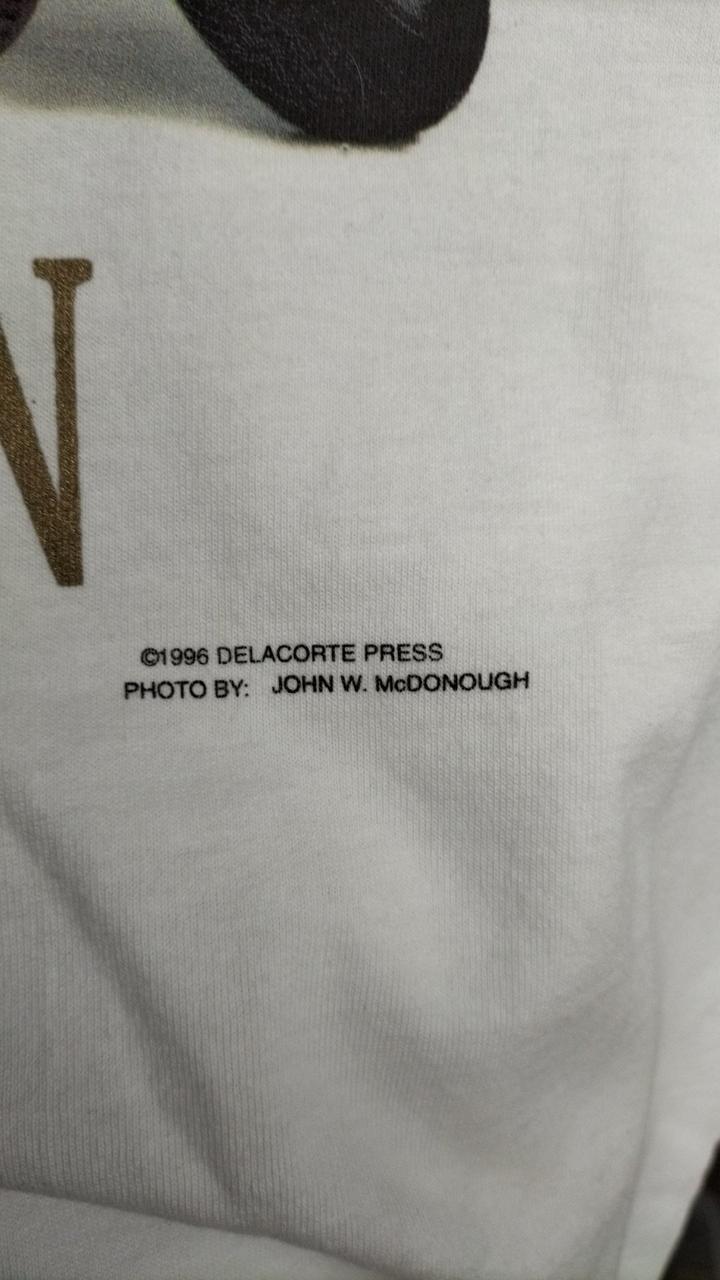 N
©1996 DELACORTE PRESS
PHOTO BY: JOHN W. McDONOUGH